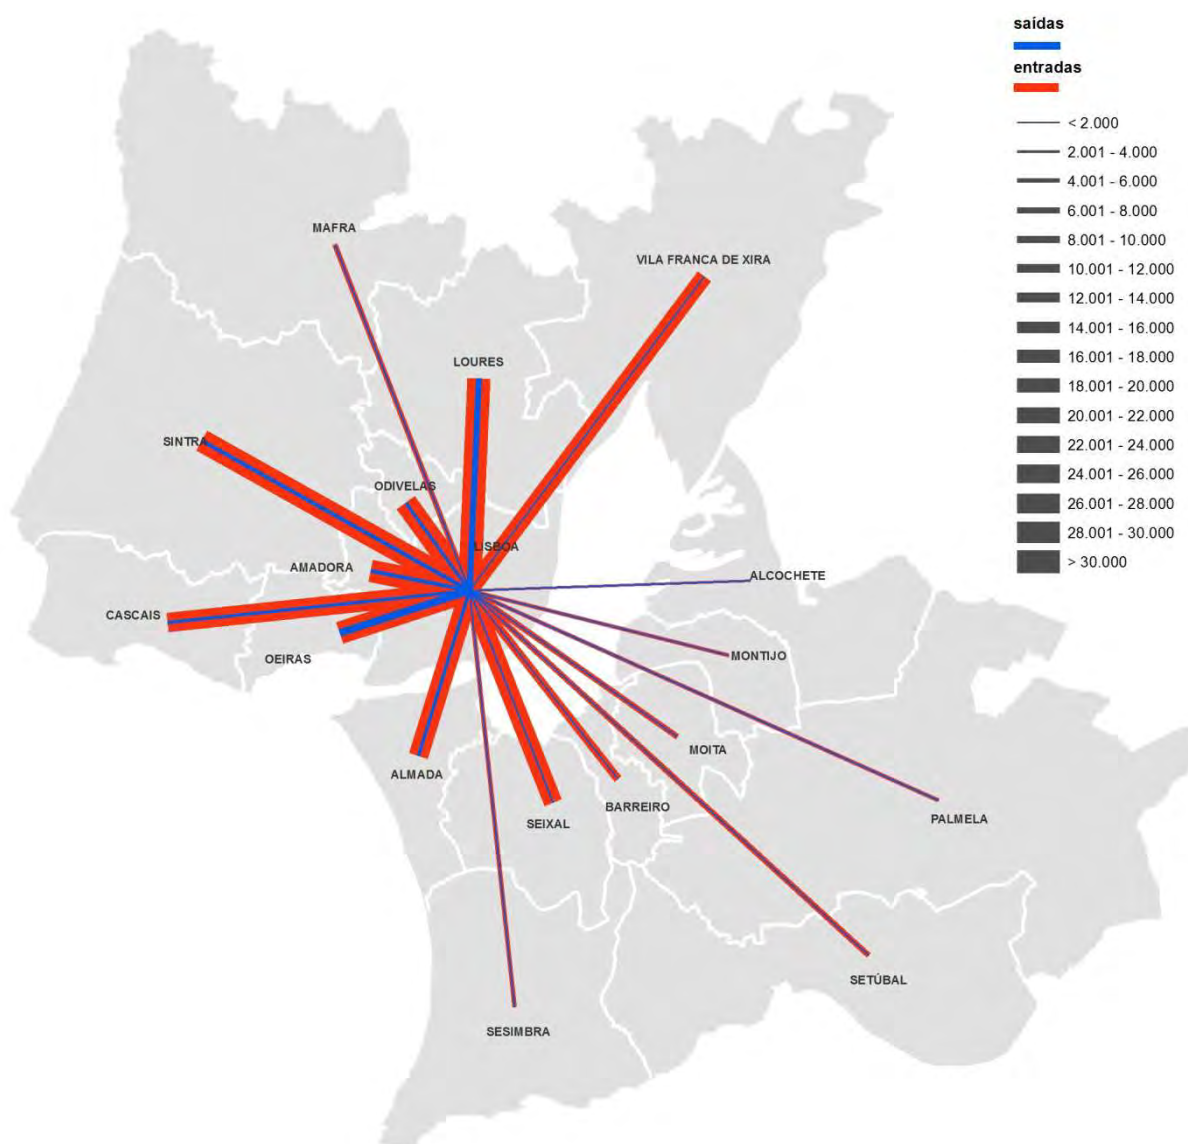 saídas
entradas
< 2.000
2.001 - 4.000
4.001 - 6.000
6.001 - 8.000
8.001 - 10.000
10.001 - 12.000
12.001 - 14.000
14.001 - 16.000
16.001 - 18.000
18.001 - 20.000
20.001 - 22.000
22.001 - 24.000
24.001 - 26.000
26.001 - 28.000
28.001 - 30.000
> 30.000
MAFRA
VILA FRANCA DE XIRA
LOURES
SINTRA
ODIVELAS
LISBOA
AMADORA
ALCOCHETE
CASCAIS
OEIRAS
MONTIJO
MOITA
ALMADA
BARREIRO
SEIXAL
PALMELA
SETÚBAL
SESIMBRA